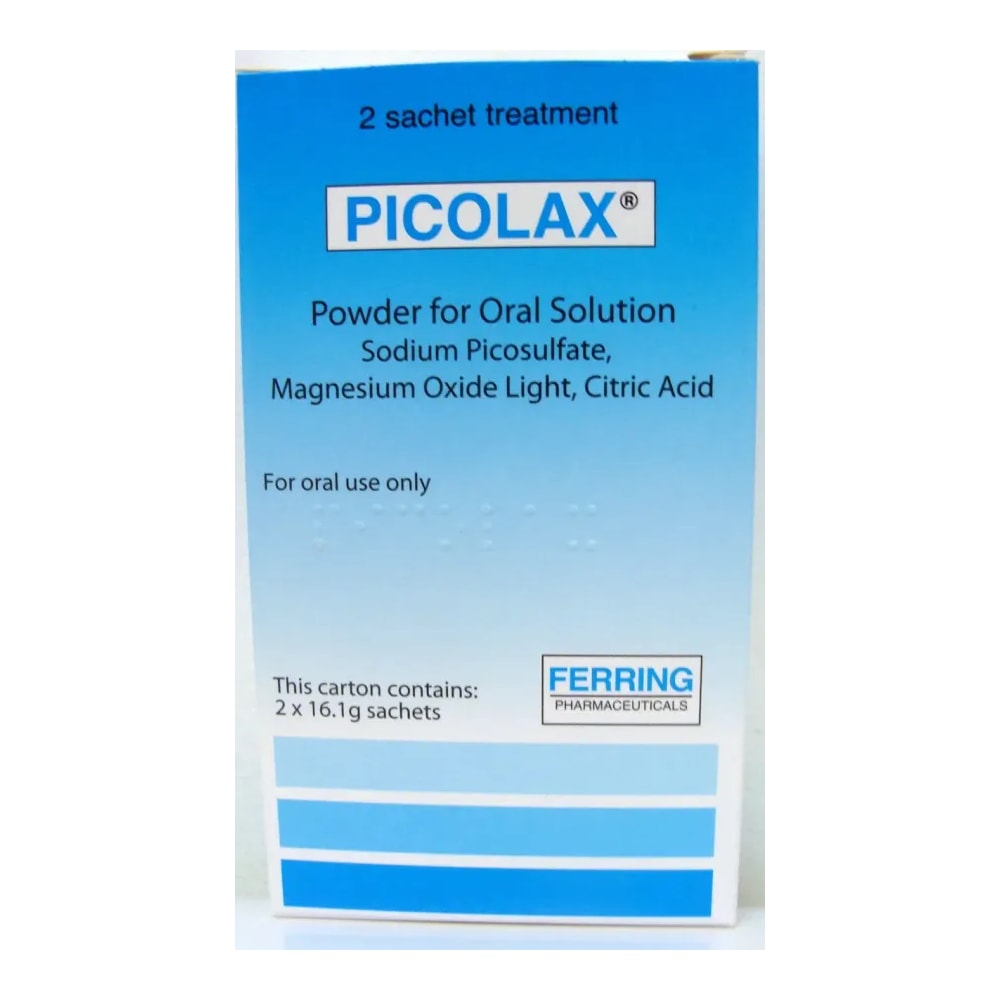 2 sachet treatment
PICOLAX®
Powder for Oral Solution
Sodium Picosulfate,
Magnesium Oxide Light, Citric Acid
For oral use only
This carton contains:
2 x 16.1g sachets
FERRING
PHARMACEUTICALS